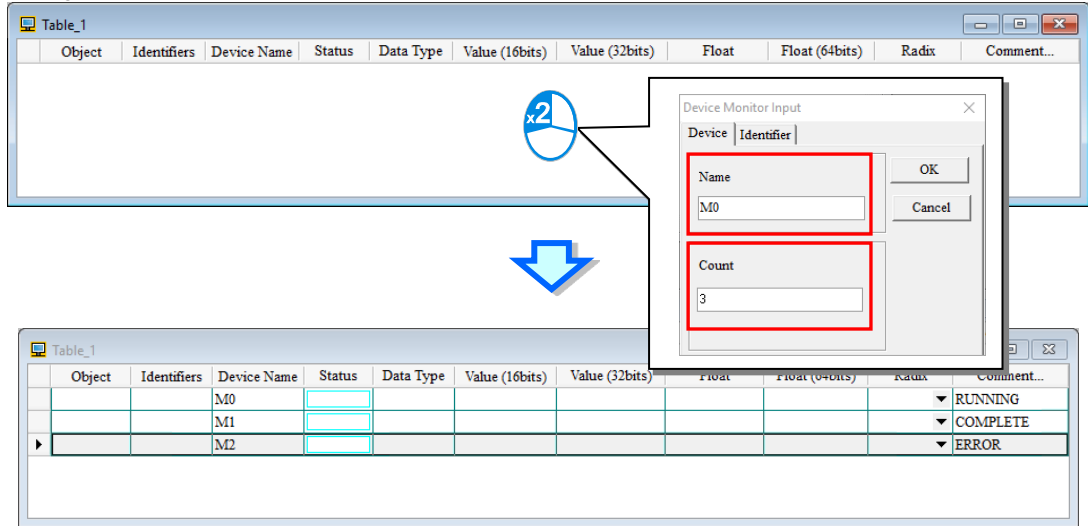 Table_1
Object Identifiers Device Name Status Data Type Value (16bits) Value (32bits) Float Float (64bits) Radix Comment...
x2
Device Monitor Input
Device Identifier
Name
OK
M0
Cancel
Count
3
Table_1
Object Identifiers Device Name Status Data Type Value (16bits) Value (32bits) Float Float (64bits) Radix Comment...
M0 RUNNING
M1 COMPLETE
M2 ERROR